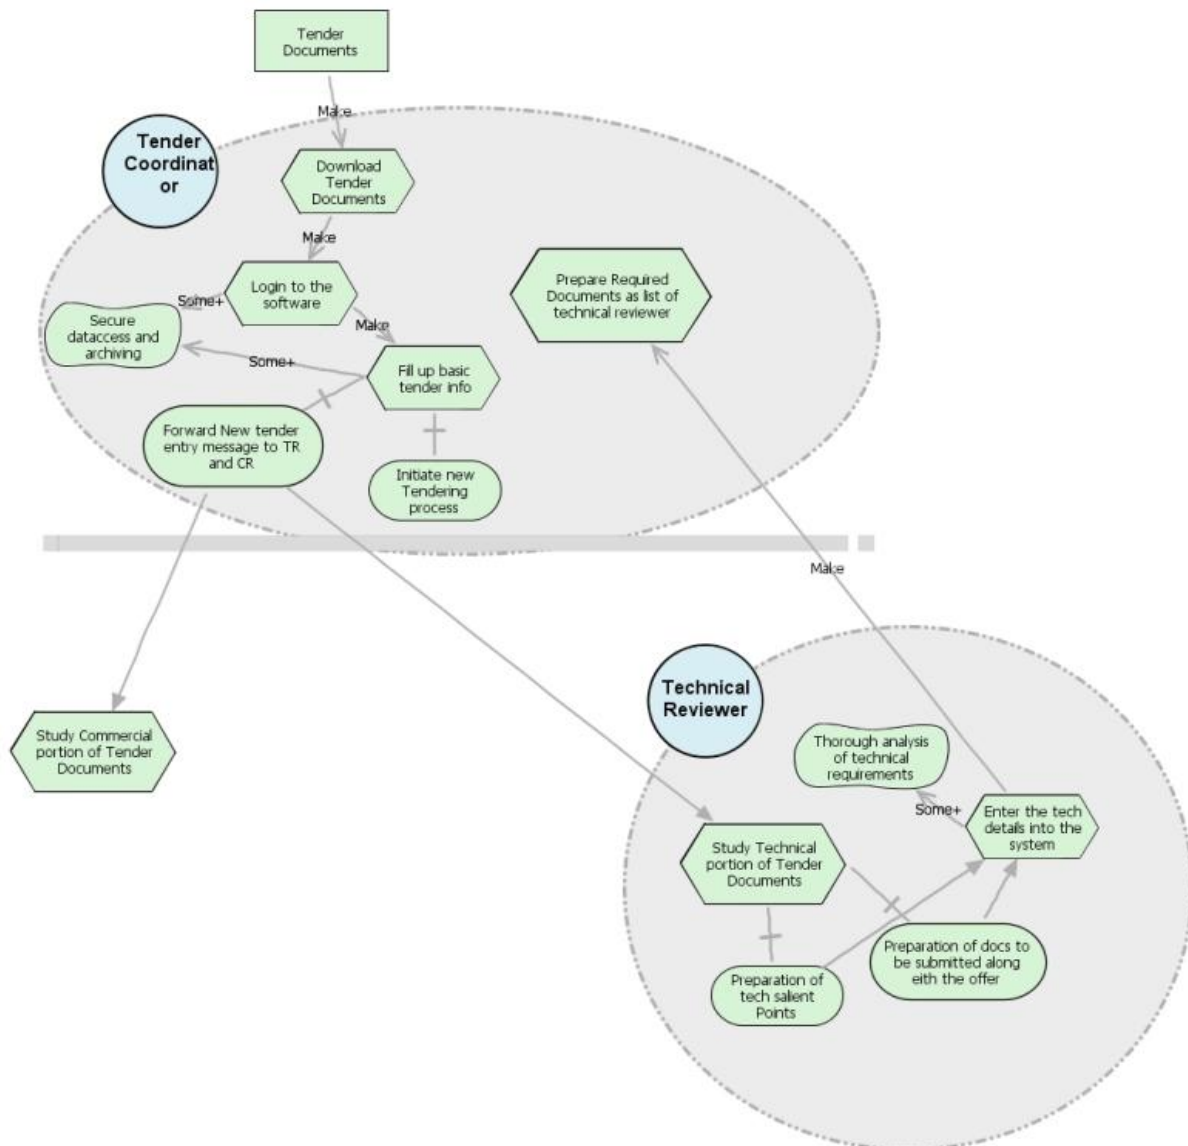 Tender
Documents
Make
Tender
Coordinat
or
Download
Tender
Documents
Make
Login to the
software
Some+
Make
Prepare Required
Documents as list of
technical reviewer
Secure
dataccess and
archiving
Some+
Fill up basic
tender info
Forward New tender
entry message to TR
and CR
Initiate new
Tendering
process
Make
Technical
Reviewer
Study Commercial
portion of Tender
Documents
Thorough analysis
of technical
requirements
Some+
Enter the tech
details into the
system
Study Technical
portion of Tender
Documents
Preparation of docs to
be submitted along
eith the offer
Preparation of
tech salient
Points